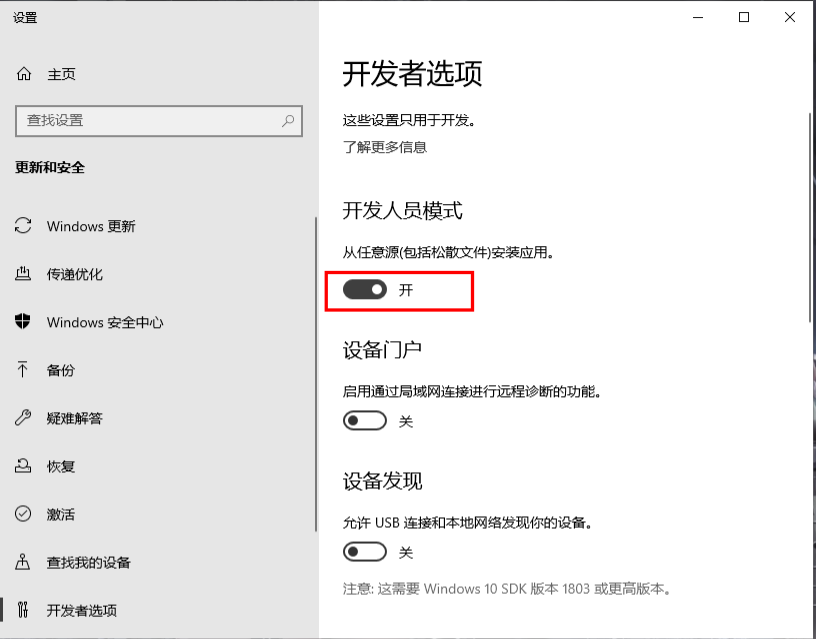 设置
主页
查找设置
更新和安全
Windows 更新
传递优化
Windows 安全中心
备份
疑难解答
恢复
激活
查找我的设备
开发者选项
开发者选项
这些设置只用于开发。
了解更多信息
开发人员模式
从任意源(包括松散文件)安装应用。
开
设备门户
启用通过局域网连接进行远程诊断的功能。
关
设备发现
允许 USB 连接和本地网络发现你的设备。
关
注意: 这需要 Windows 10 SDK 版本 1803 或更高版本。